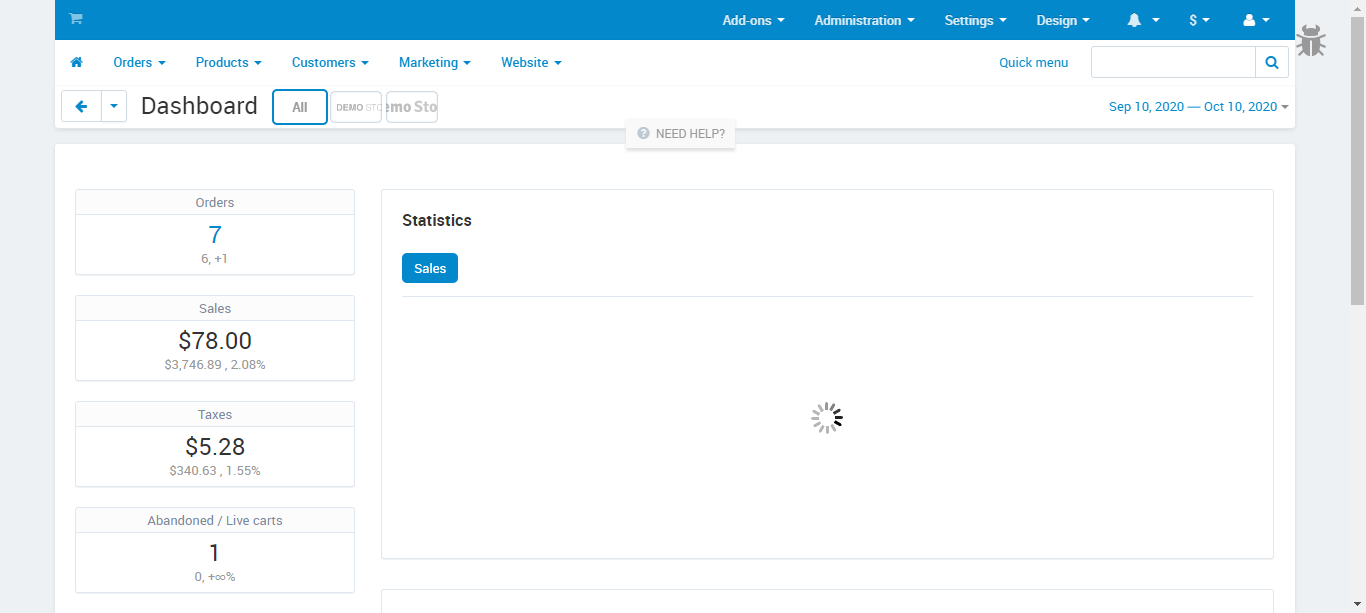 Add-ons Administration Settings Design $
Orders Products Customers Marketing Website Quick menu
Dashboard All DEMO STO emo Sto Sep 10, 2020 — Oct 10, 2020
NEED HELP?
Orders
7
6, +1
Sales
$78.00
$3,746.89 , 2.08%
Taxes
$5.28
$340.63 , 1.55%
Abandoned / Live carts
1
0, +∞%
Statistics
Sales